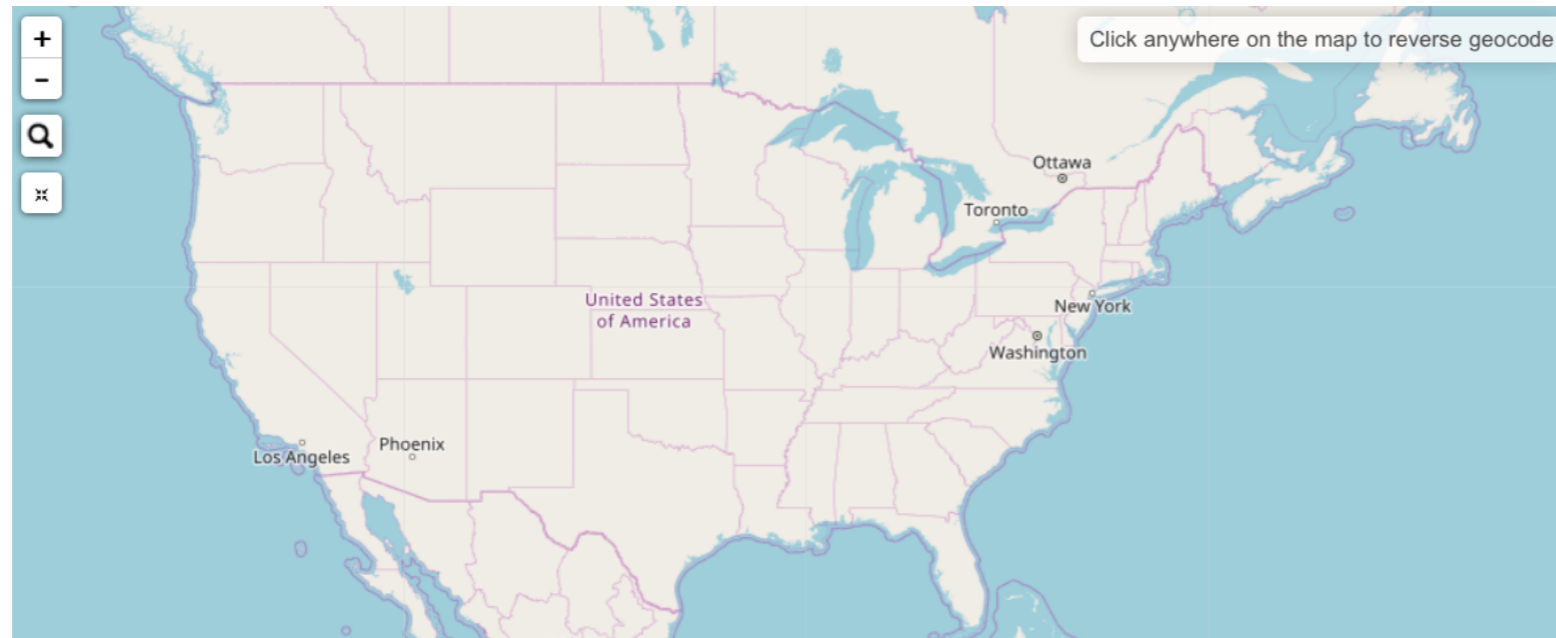 +
Click anywhere on the map to reverse geocode
−
Ottawa
Toronto
United States
of America
New York
Washington
Phoenix
Los Angeles